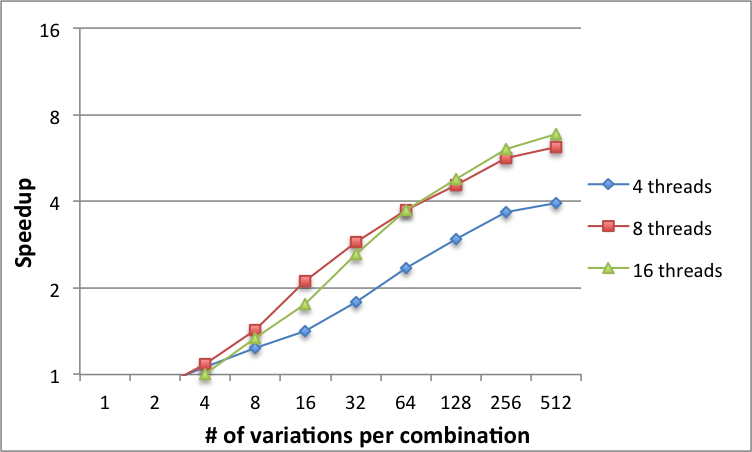 16
8
4
2
1
Speedup
1 2 4 8 16 32 64 128 256 512
# of variations per combination
4 threads
8 threads
16 threads